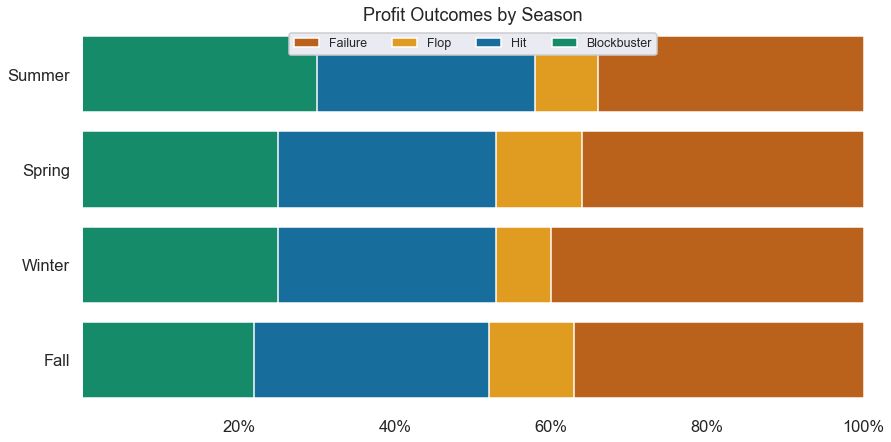 Profit Outcomes by Season
Failure Flop Hit Blockbuster
Summer
Spring
Winter
Fall
20% 40% 60% 80% 100%